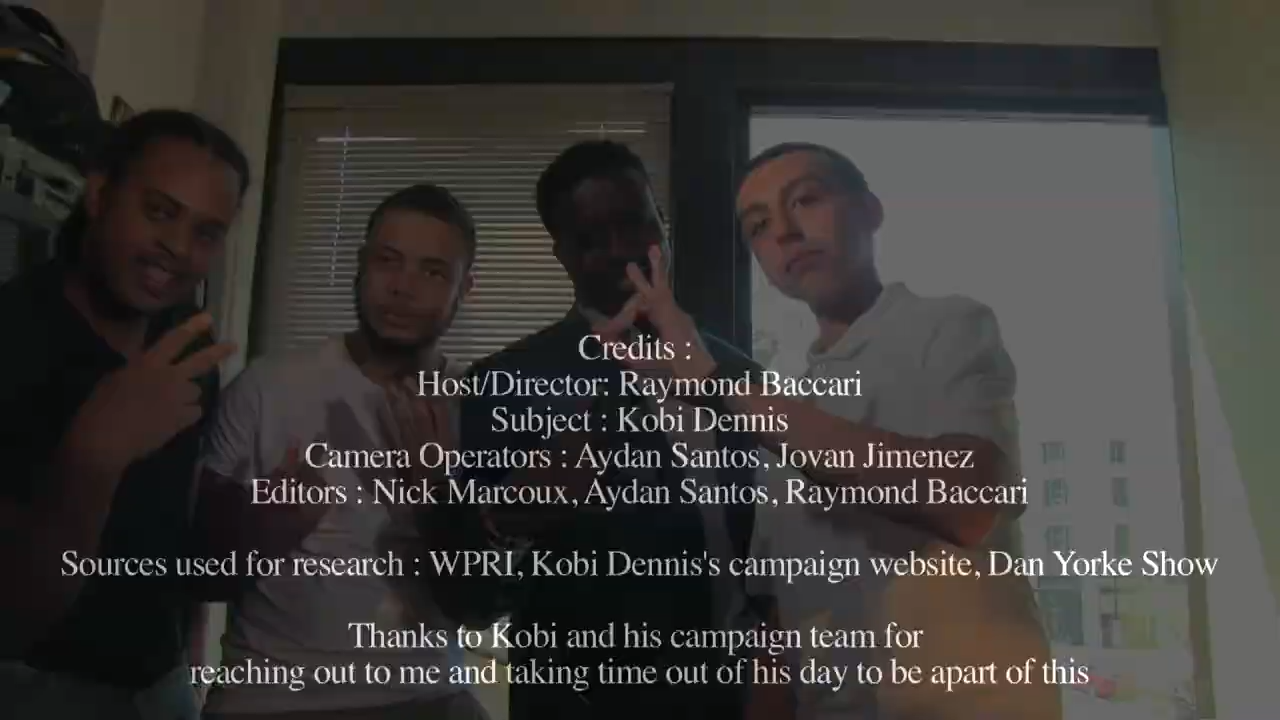 Credits :
Host/Director: Raymond Baccari
Subject : Kobi Dennis
Camera Operators : Aydan Santos, Jovan Jimenez
Editors : Nick Marcoux, Aydan Santos, Raymond Baccari
Sources used for research : WPRI, Kobi Dennis's campaign website, Dan Yorke Show
Thanks to Kobi and his campaign team for
reaching out to me and taking time out of his day to be apart of this